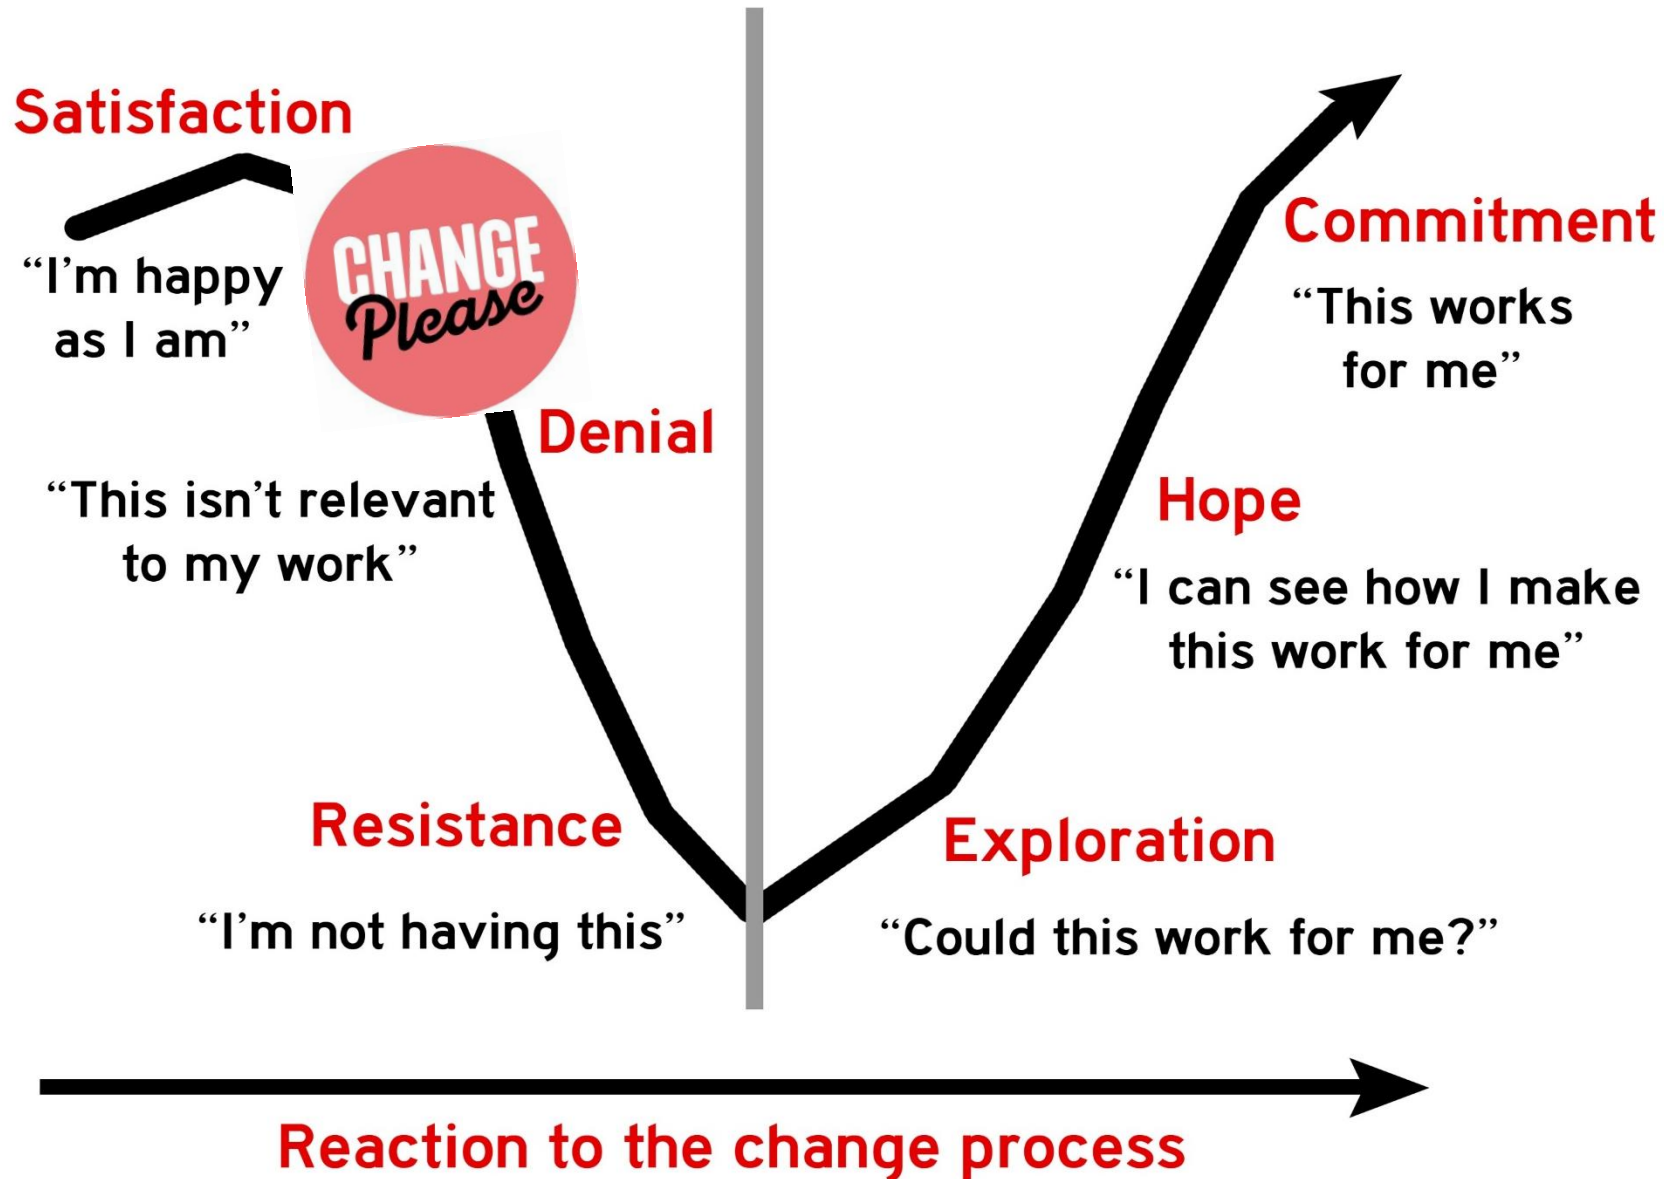 Satisfaction
“I’m happy
as I am”
CHANGE
Please
Denial
“This isn’t relevant
to my work”
Resistance
“I’m not having this”
Exploration
“Could this work for me?”
Hope
“I can see how I make
this work for me”
Commitment
“This works
for me”
Reaction to the change process